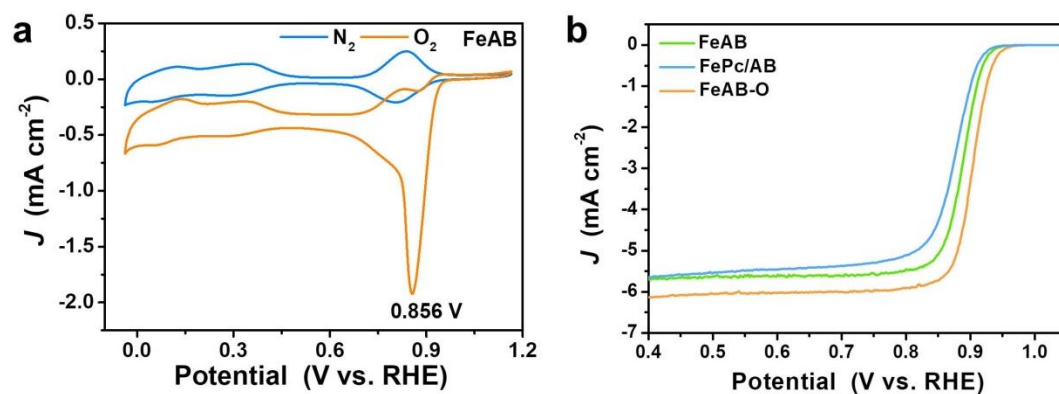 a
N₂ O₂ FeAB
0.5
0.0
-0.5
-1.0
-1.5
-2.0
J (mA cm⁻²)
0.856 V
0.0 0.3 0.6 0.9 1.2
Potential (V vs. RHE)
b
FeAB
FePc/AB
FeAB-O
0
-1
-2
-3
-4
-5
-6
-7
J (mA cm⁻²)
0.4 0.5 0.6 0.7 0.8 0.9 1.0
Potential (V vs. RHE)